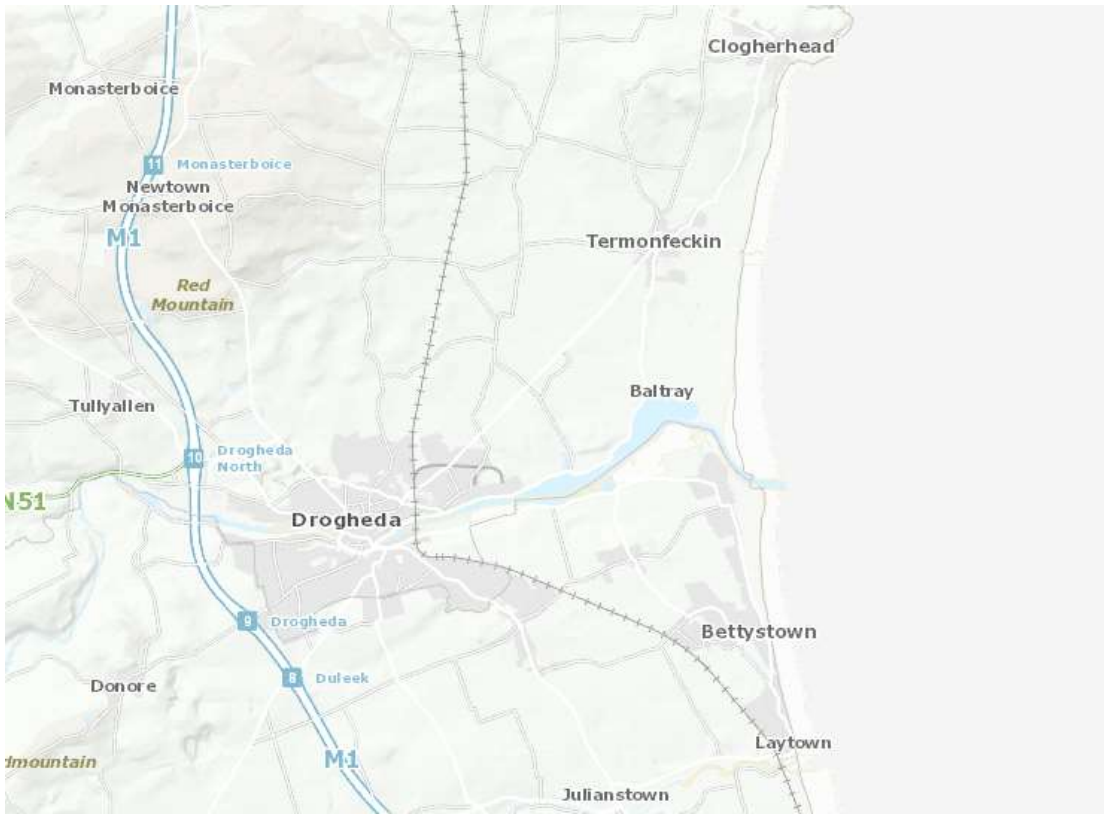 Clogherhead
Monasterboice
11 Monasterboice
Newtown
Monasterboice
M1
Termonfeckin
Red
Mountain
Baltray
Tullyallen
10 Drogheda
North
N51
Drogheda
9 Drogheda
Bettystown
8 Duleek
Donore
Laytown
M1
dmountain
Julianstown